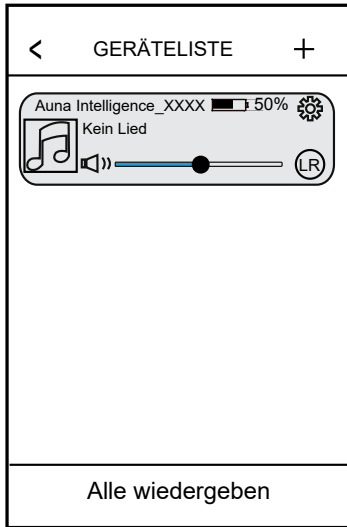 < GERÄTELISTE +
Auna Intelligence_XXXX 50%
Kein Lied
LR
Alle wiedergeben